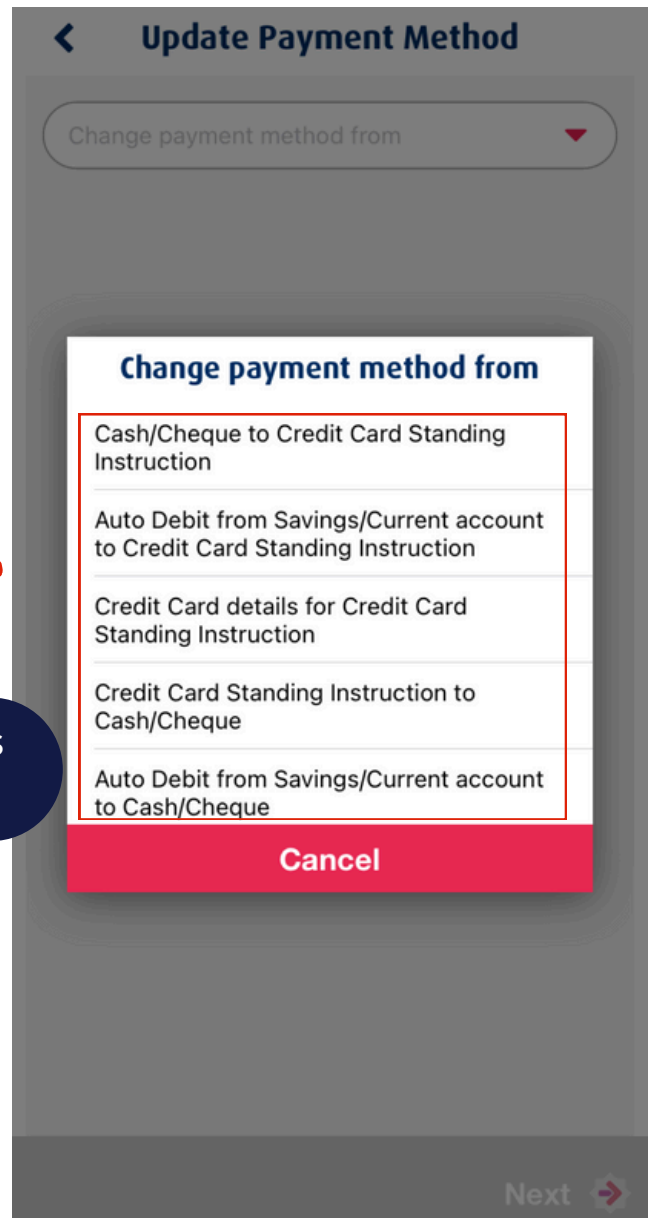 Update Payment Method
Change payment method from
Change payment method from
Cash/Cheque to Credit Card Standing
Instruction
Auto Debit from Savings/Current account
to Credit Card Standing Instruction
Credit Card details for Credit Card
Standing Instruction
Credit Card Standing Instruction to
Cash/Cheque
Auto Debit from Savings/Current account
to Cash/Cheque
Cancel
Next